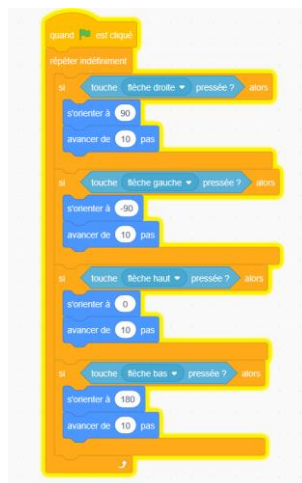 quand est cliqué
répéter indéfiniment
si touche flèche droite pressée ? alors
s'orienter à 90
avancer de 10 pas
si touche flèche gauche pressée ? alors
s'orienter à -90
avancer de 10 pas
si touche flèche haut pressée ? alors
s'orienter à 0
avancer de 10 pas
si touche flèche bas pressée ? alors
s'orienter à 180
avancer de 10 pas